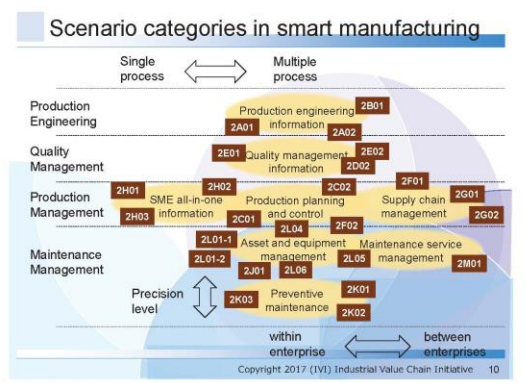 Scenario categories in smart manufacturing
Single
process
Multiple
process
Production
Engineering
Production engineering
information
2B01
2A01
2A02
Quality
Management
2E01
Quality management
information
2E02
2D02
Production
Management
2H01
2H02
2H03
SME all-in-one
information
2C01
Production planning
and control
2C02
2F01
2F02
Supply chain
management
2G01
2G02
Maintenance
Management
2L01-1
2L01-2
2L04
Asset and equipment
management
2J01
2L06
2L05
Maintenance service
management
2M01
Precision
level
2K03
Preventive
maintenance
2K01
2K02
within
enterprise
between
enterprises
Copyright 2017 (IVI) Industrial Value Chain Initiative 10